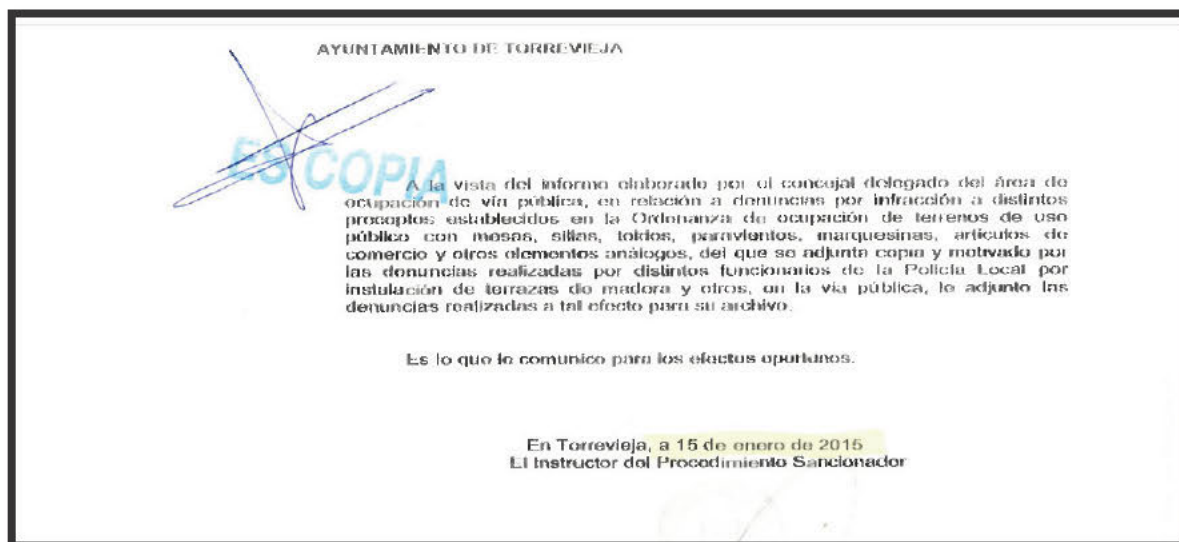 AYUNTAMIENTO DE TORREVIEJA
ES COPIA
A la vista del informe elaborado por el concejal delegado del área de
ocupación de vía pública, en relación a denuncias por infracción a distintos
preceptos establecidos en la Ordenanza de ocupación de terrenos de uso
público con mesas, sillas, toldos, paravientos, marquesinas, artículos de
comercio y otros elementos análogos, del que se adjunta copia y motivado por
las denuncias realizadas por distintos funcionarios de la Policía Local por
instalación de terrazas de madera y otros, en la vía pública, le adjunto las
denuncias realizadas a tal efecto para su archivo.
Es lo que le comunico para los efectos oportunos.
En Torrevieja, a 15 de enero de 2015
El Instructor del Procedimiento Sancionador